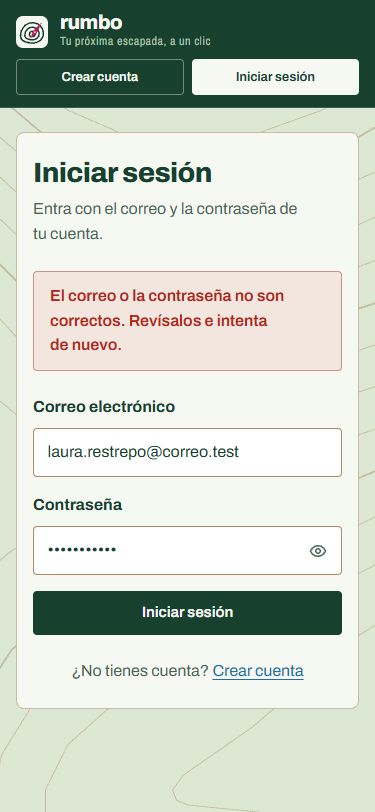 rumbo
Tu próxima escapada, a un clic
Crear cuenta
Iniciar sesión
Iniciar sesión
Entra con el correo y la contraseña de
tu cuenta.
El correo o la contraseña no son
correctos. Revísalos e intenta
de nuevo.
Correo electrónico
laura.restrepo@correo.test
Contraseña
•••••••••••
Iniciar sesión
¿No tienes cuenta? Crear cuenta